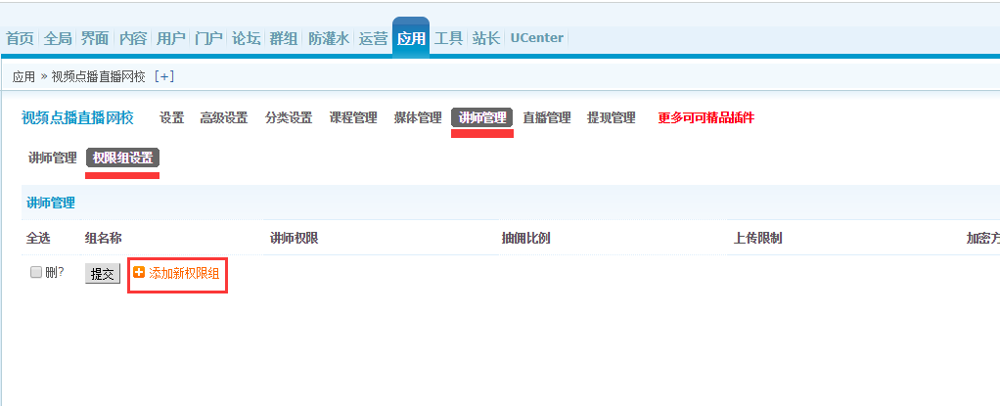 首页 全局 界面 内容 用户 门户 论坛 群组 防灌水 运营 应用 工具 站长 UCenter
应用 » 视频点播直播网校 [+]
视频点播直播网校 设置 高级设置 分类设置 课程管理 媒体管理 讲师管理 直播管理 提现管理 更多可可精品插件
讲师管理 权限组设置
讲师管理
全选 组名称 讲师权限 抽佣比例 上传限制 加密方
删? 提交 添加新权限组